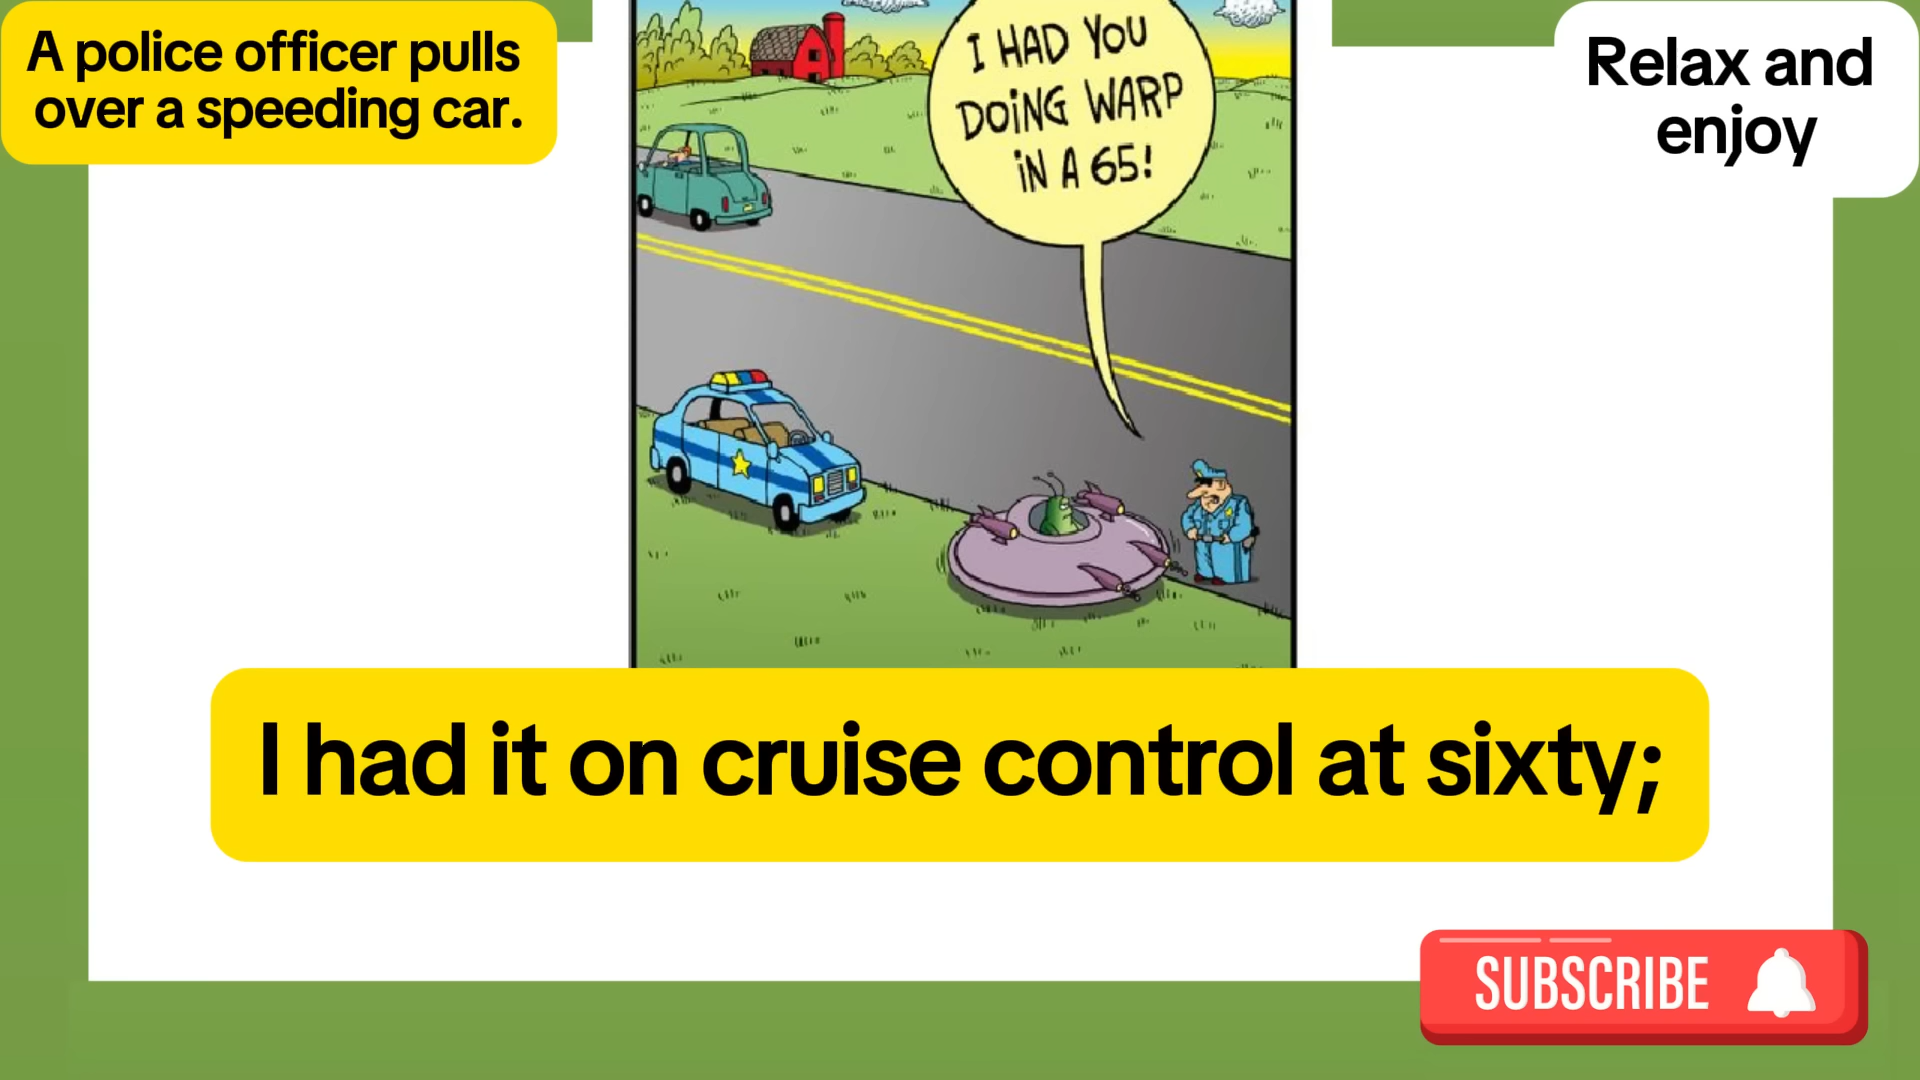 A police officer pulls
over a speeding car.
Relax and
enjoy
I HAD YOU
DOiNG WARP
iN A 65!
I had it on cruise control at sixty;
SUBSCRIBE